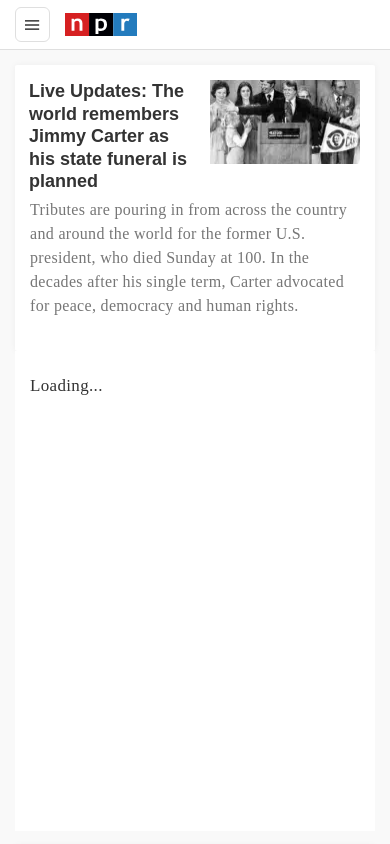 npr
Live Updates: The
world remembers
Jimmy Carter as
his state funeral is
planned
Tributes are pouring in from across the country
and around the world for the former U.S.
president, who died Sunday at 100. In the
decades after his single term, Carter advocated
for peace, democracy and human rights.
Loading...